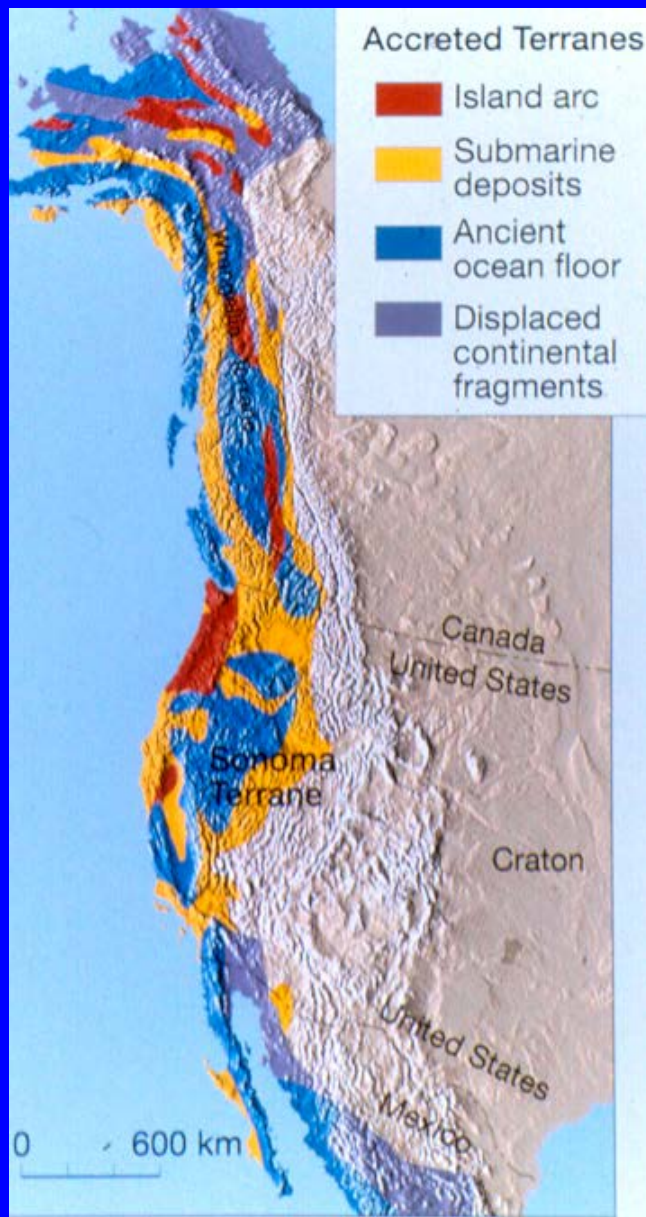 Accreted Terranes
Island arc
Submarine
deposits
Ancient
ocean floor
Displaced
continental
fragments
Canada
United States
Sonoma
Terrane
Craton
United States
Mexico
0 600 km